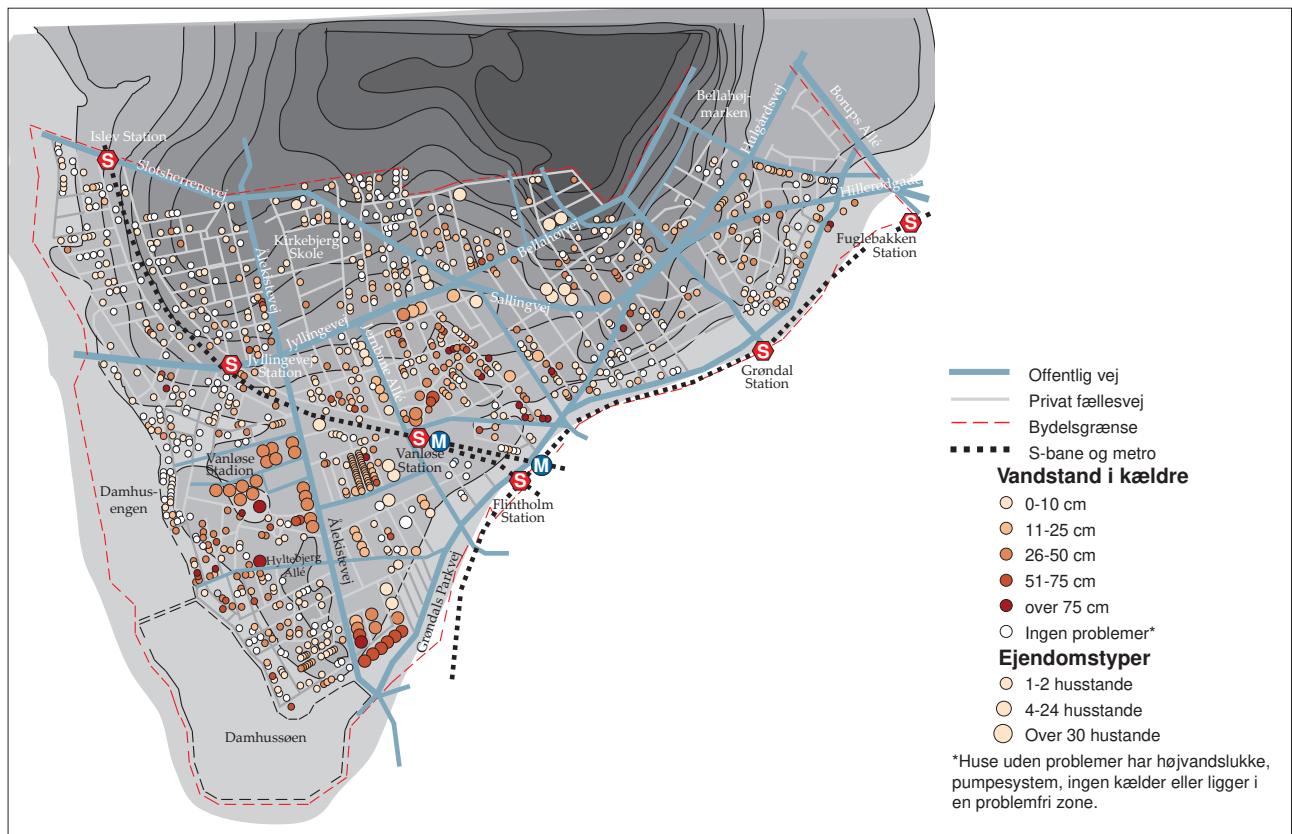 Islev Station
S
Slotsherrensvej
Bellahøj-
marken
Hulgårdsvej
Borups Allé
Hillerødgade
S
Fuglebakken
Station
Kirkebjerg
Skole
Ålekistevej
Bellahøjvej
Sallingvej
Jyllingevej
Jernbane Allé
S
Jyllingevej
Station
S
Grøndal
Station
S
M
Vanløse
Station
M
S
Flintholm
Station
Vanløse
Stadion
Damhus-
engen
Hyltebjerg
Allé
Ålekistevej
Grøndals Parkvej
Damhussøen
Offentlig vej
Privat fællesvej
Bydelsgrænse
S-bane og metro
Vandstand i kældre
0-10 cm
11-25 cm
26-50 cm
51-75 cm
over 75 cm
Ingen problemer*
Ejendomstyper
1-2 husstande
4-24 husstande
Over 30 hustande
*Huse uden problemer har højvandslukke,
pumpesystem, ingen kælder eller ligger i
en problemfri zone.